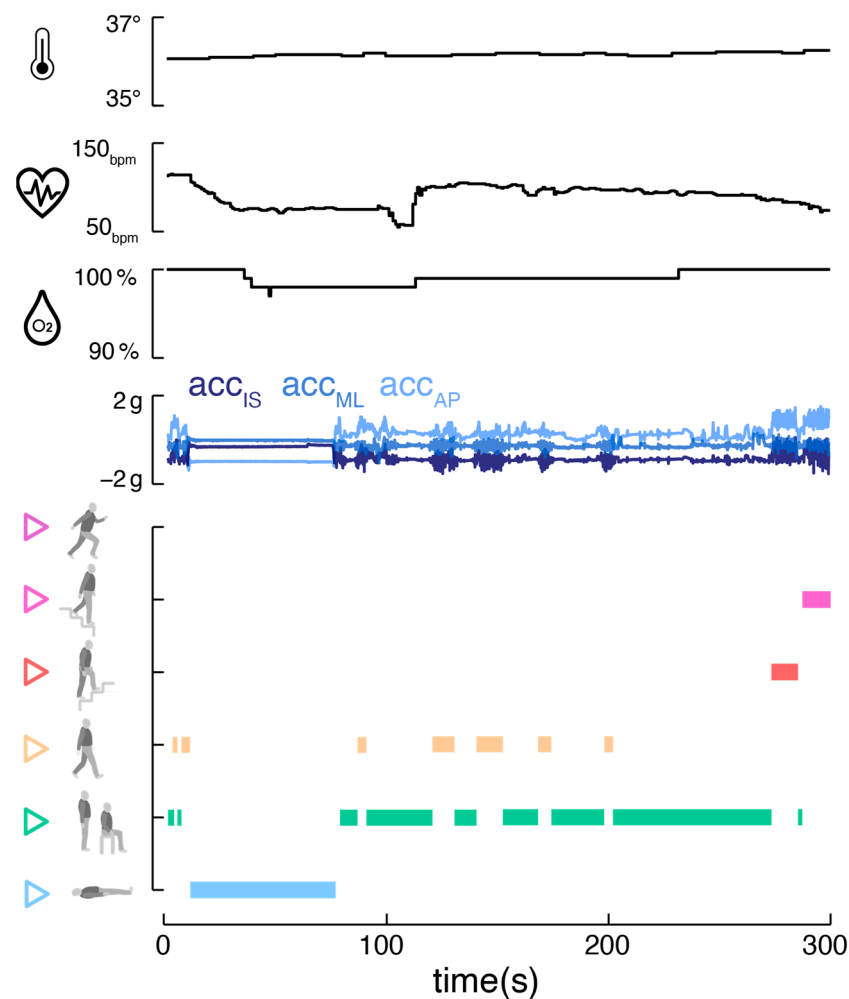 37°
35°
150bpm
50bpm
100 %
O2
90 %
accIS accML accAP
2 g
−2 g
0 100 200 300
time(s)